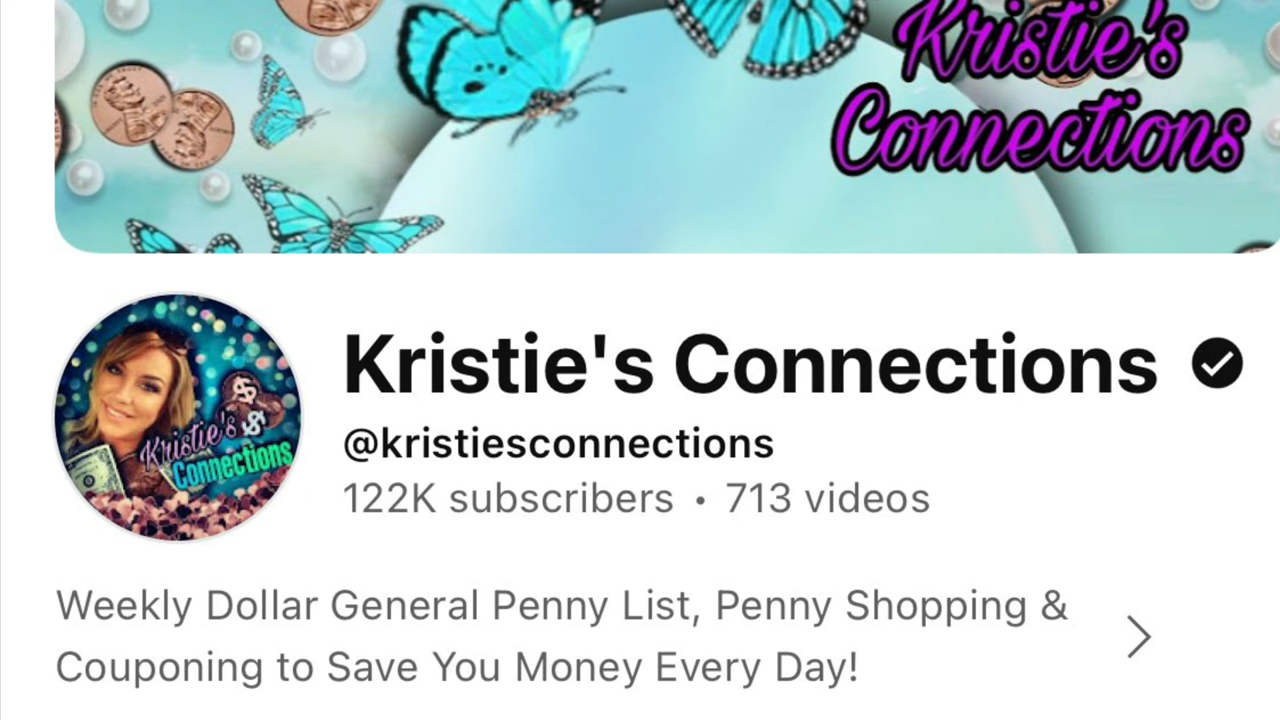 Kristie's
Connections
Kristie's
Connections
Kristie's Connections
@kristiesconnections
122K subscribers • 713 videos
Weekly Dollar General Penny List, Penny Shopping &
Couponing to Save You Money Every Day!